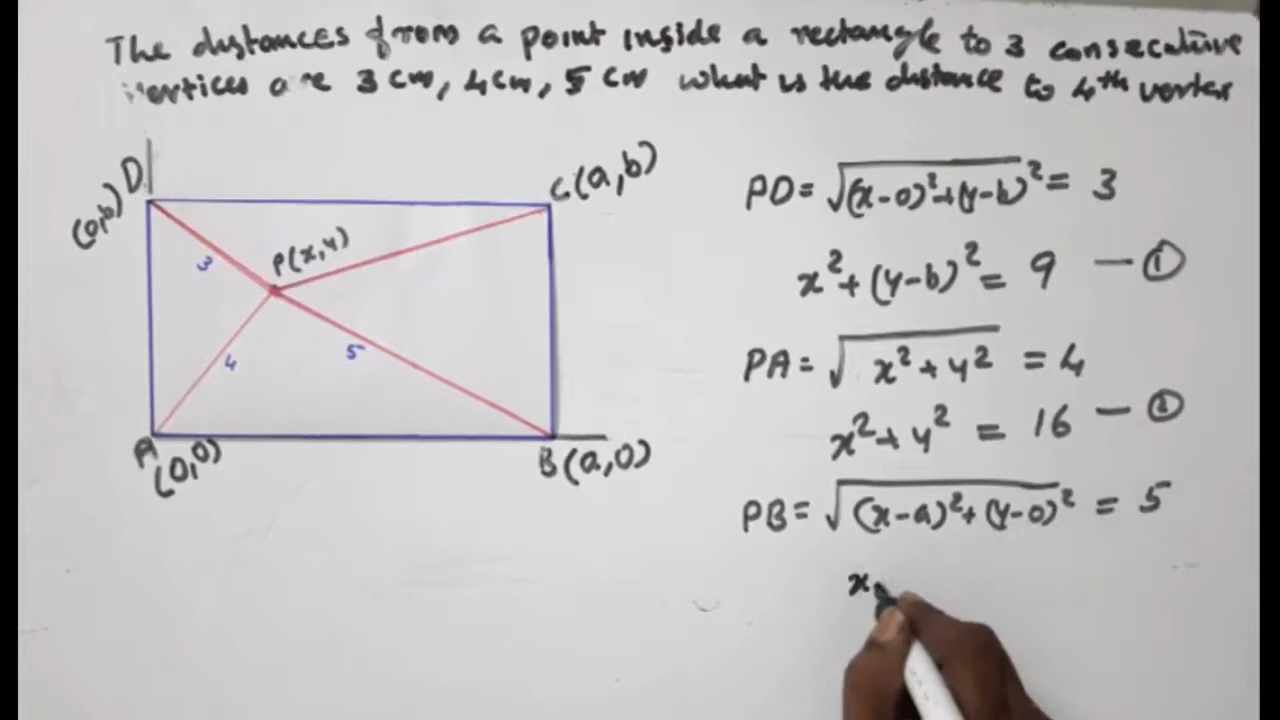 The distances from a point inside a rectangle to 3 consecutive
vertices are 3 cm, 4 cm, 5 cm what is the distance to 4th vertex
D
(0,b)
C(a,b)
P(x,y)
3
4
5
A
(0,0)
B(a,0)
PD = √(x-0)²+(y-b)² = 3
x²+(y-b)² = 9 — ①
PA = √x²+y² = 4
x²+y² = 16 — ②
PB = √(x-a)²+(y-0)² = 5
x